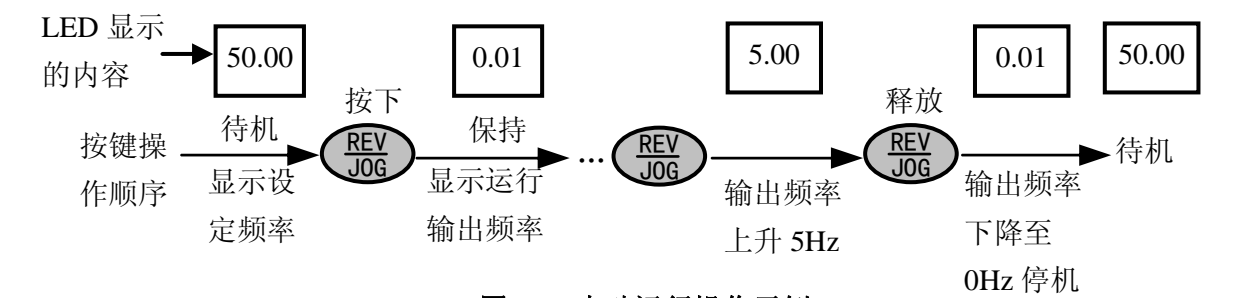 LED 显示
的内容
50.00
0.01
5.00
0.01
50.00
按键操
作顺序
待机
显示设
定频率
按下
REV
JOG
保持
显示运行
输出频率
...
REV
JOG
输出频率
上升 5Hz
释放
REV
JOG
输出频率
下降至
0Hz 停机
待机